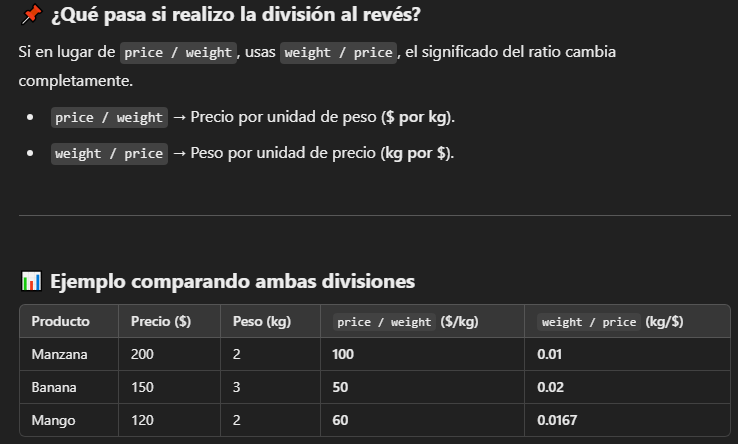 📌 ¿Qué pasa si realizo la división al revés?
Si en lugar de price / weight, usas weight / price, el significado del ratio cambia
completamente.
• price / weight → Precio por unidad de peso ($ por kg).
• weight / price → Peso por unidad de precio (kg por $).
📊 Ejemplo comparando ambas divisiones
Producto Precio ($) Peso (kg) price / weight ($/kg) weight / price (kg/$)
Manzana 200 2 100 0.01
Banana 150 3 50 0.02
Mango 120 2 60 0.0167